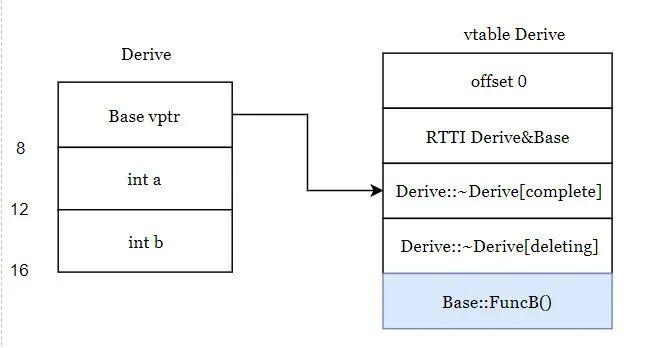 vtable Derive
Derive
offset 0
Base vptr
RTTI Derive&Base
8
int a
Derive::~Derive[complete]
12
int b
Derive::~Derive[deleting]
16
Base::FuncB()